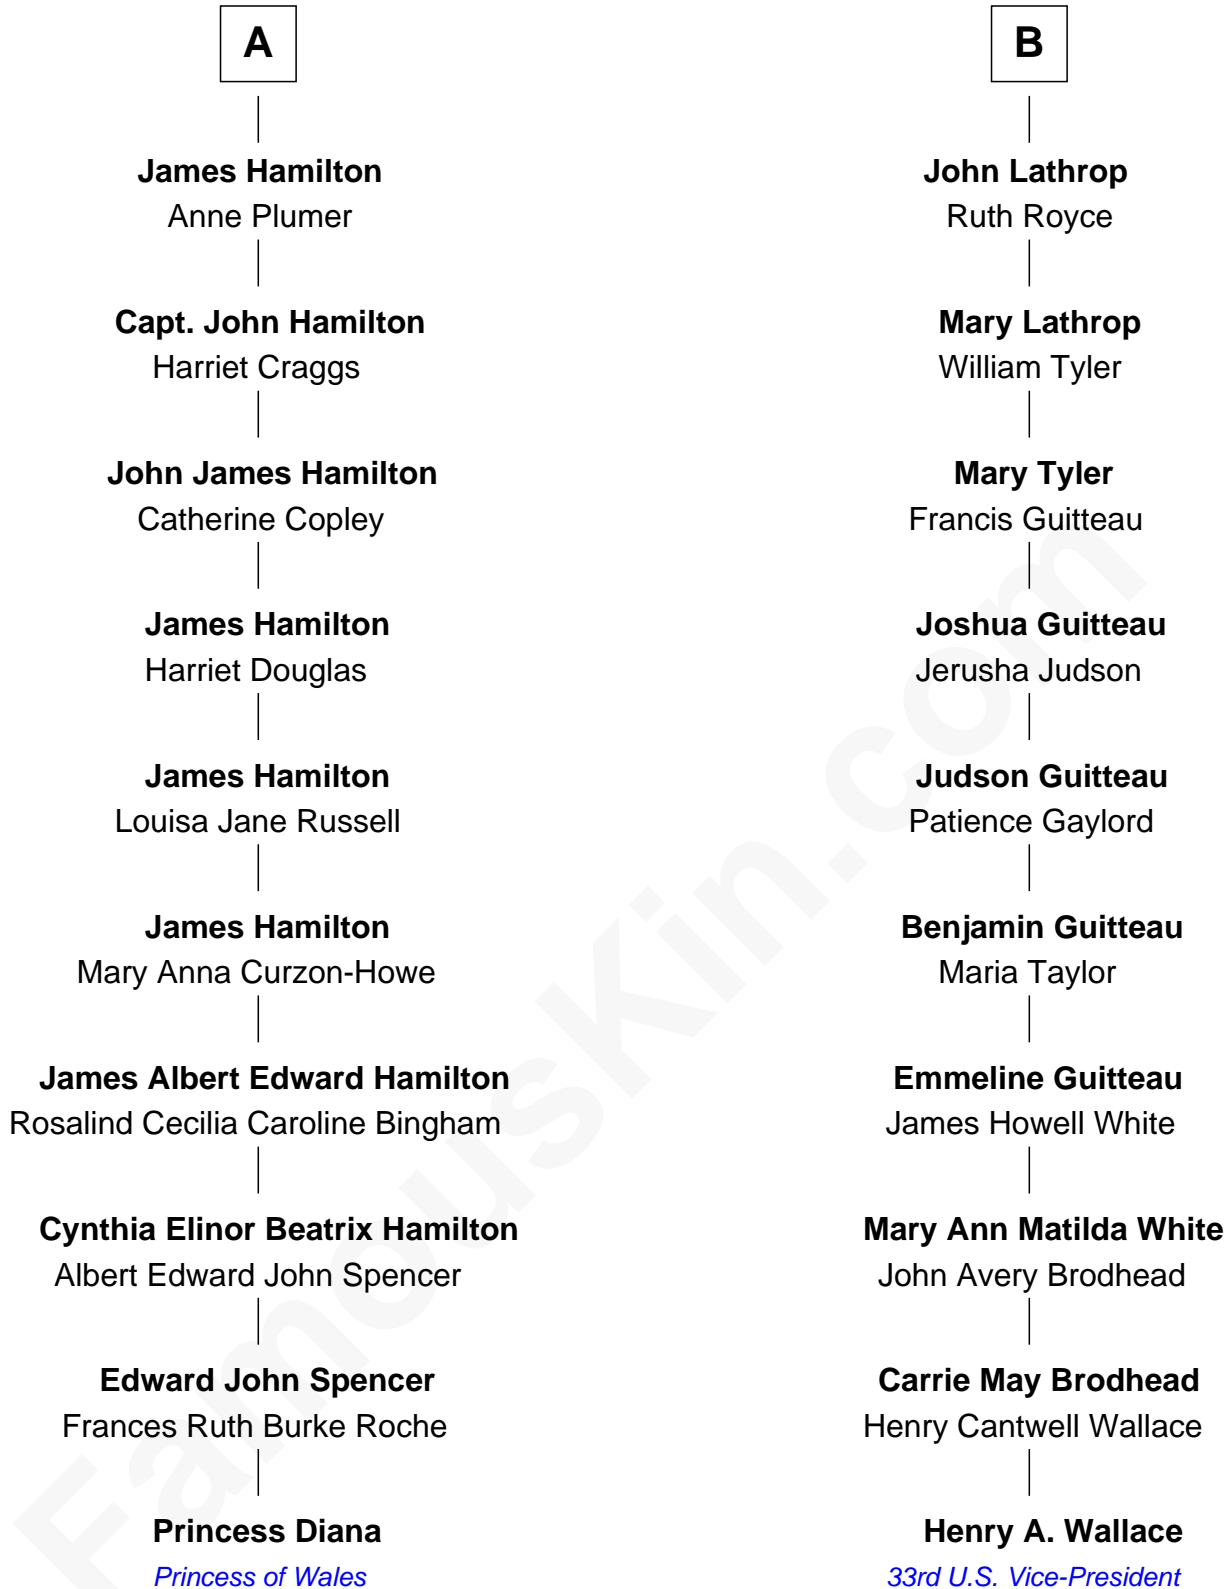 A
James Hamilton
Anne Plumer
Capt. John Hamilton
Harriet Craggs
John James Hamilton
Catherine Copley
James Hamilton
Harriet Douglas
James Hamilton
Louisa Jane Russell
James Hamilton
Mary Anna Curzon-Howe
James Albert Edward Hamilton
Rosalind Cecilia Caroline Bingham
Cynthia Elinor Beatrix Hamilton
Albert Edward John Spencer
Edward John Spencer
Frances Ruth Burke Roche
Princess Diana
Princess of Wales
B
John Lathrop
Ruth Royce
Mary Lathrop
William Tyler
Mary Tyler
Francis Guitteau
Joshua Guitteau
Jerusha Judson
Judson Guitteau
Patience Gaylord
Benjamin Guitteau
Maria Taylor
Emmeline Guitteau
James Howell White
Mary Ann Matilda White
John Avery Brodhead
Carrie May Brodhead
Henry Cantwell Wallace
Henry A. Wallace
33rd U.S. Vice-President
FamousKin.com